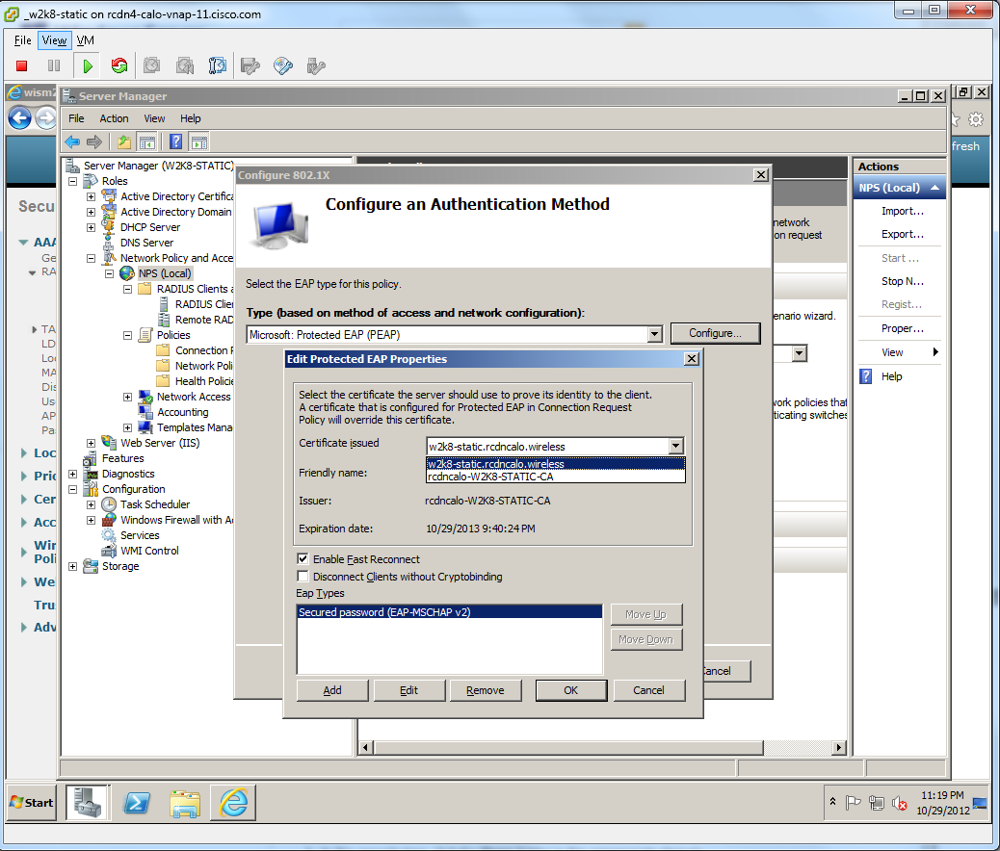 _w2k8-static on rcdn4-calo-vnap-11.cisco.com
File View VM
wism2
Server Manager
File Action View Help
fresh
Secu
AAA
Ge
RA
TA
LD
Loc
MA
Dis
Use
AP
Pa
Loc
Pric
Cer
Acc
Wir
Poli
We
Tru
Adv
Server Manager (W2K8-STATIC)
Roles
Active Directory Certifica
Active Directory Domain
DHCP Server
DNS Server
Network Policy and Acce
NPS (Local)
RADIUS Clients a
RADIUS Clie
Remote RAD
Policies
Connection R
Network Poli
Health Policie
Network Access
Accounting
Templates Mana
Web Server (IIS)
Features
Diagnostics
Configuration
Task Scheduler
Windows Firewall with Ad
Services
WMI Control
Storage
network
on request
enario wizard.
work policies that
ticating switches
Configure 802.1X
Configure an Authentication Method
Select the EAP type for this policy.
Type (based on method of access and network configuration):
Microsoft: Protected EAP (PEAP)
Configure...
Cancel
Edit Protected EAP Properties
Select the certificate the server should use to prove its identity to the client.
A certificate that is configured for Protected EAP in Connection Request
Policy will override this certificate.
Certificate issued w2k8-static.rcdncalo.wireless
w2k8-static.rcdncalo.wireless
rcdncalo-W2K8-STATIC-CA
Friendly name:
Issuer: rcdncalo-W2K8-STATIC-CA
Expiration date: 10/29/2013 9:40:24 PM
Enable Fast Reconnect
Disconnect Clients without Cryptobinding
Eap Types
Secured password (EAP-MSCHAP v2)
Move Up
Move Down
Add Edit Remove OK Cancel
Actions
NPS (Local)
Import...
Export...
Start ...
Stop N...
Regist...
Proper...
View
Help
Start
11:19 PM
10/29/2012